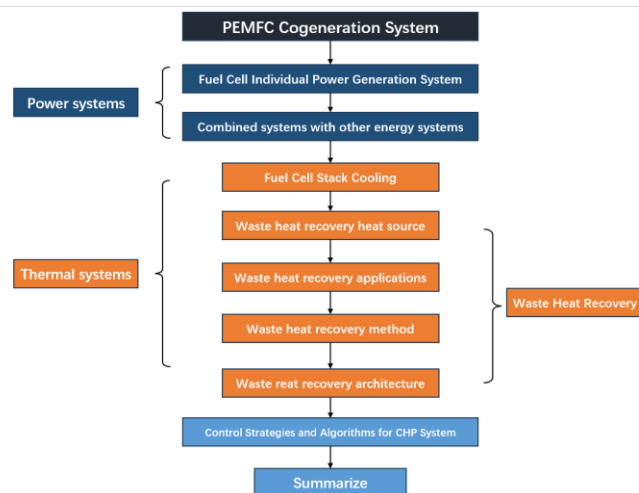 PEMFC Cogeneration System
Fuel Cell Individual Power Generation System
Power systems
Combined systems with other energy systems
Fuel Cell Stack Cooling
Waste heat recovery heat source
Thermal systems
Waste heat recovery applications
Waste Heat Recovery
Waste heat recovery method
Waste reat recovery architecture
Control Strategies and Algorithms for CHP System
Summarize